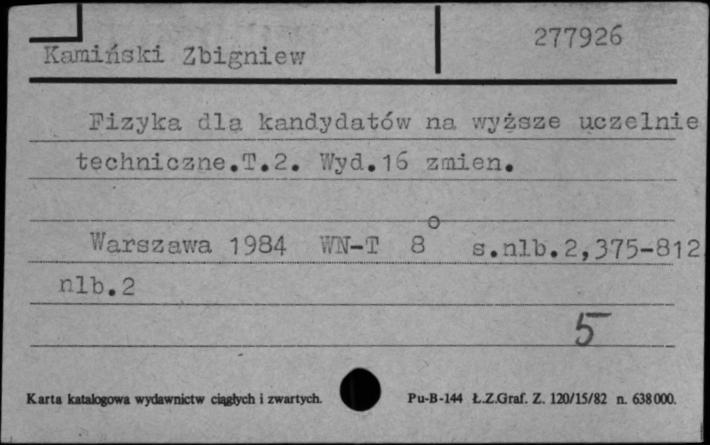 Kamiński Zbigniew
277926
Fizyka dla kandydatów na wyższe uczelnie
techniczne.T.2. Wyd.16 zmien.
Warszawa 1984 WN-T 8° s.nlb.2,375-812
nlb.2
5
Karta katalogowa wydawnictw ciągłych i zwartych.
Pu-B-144 Ł.Z.Graf. Z. 120/15/82 n. 638000.